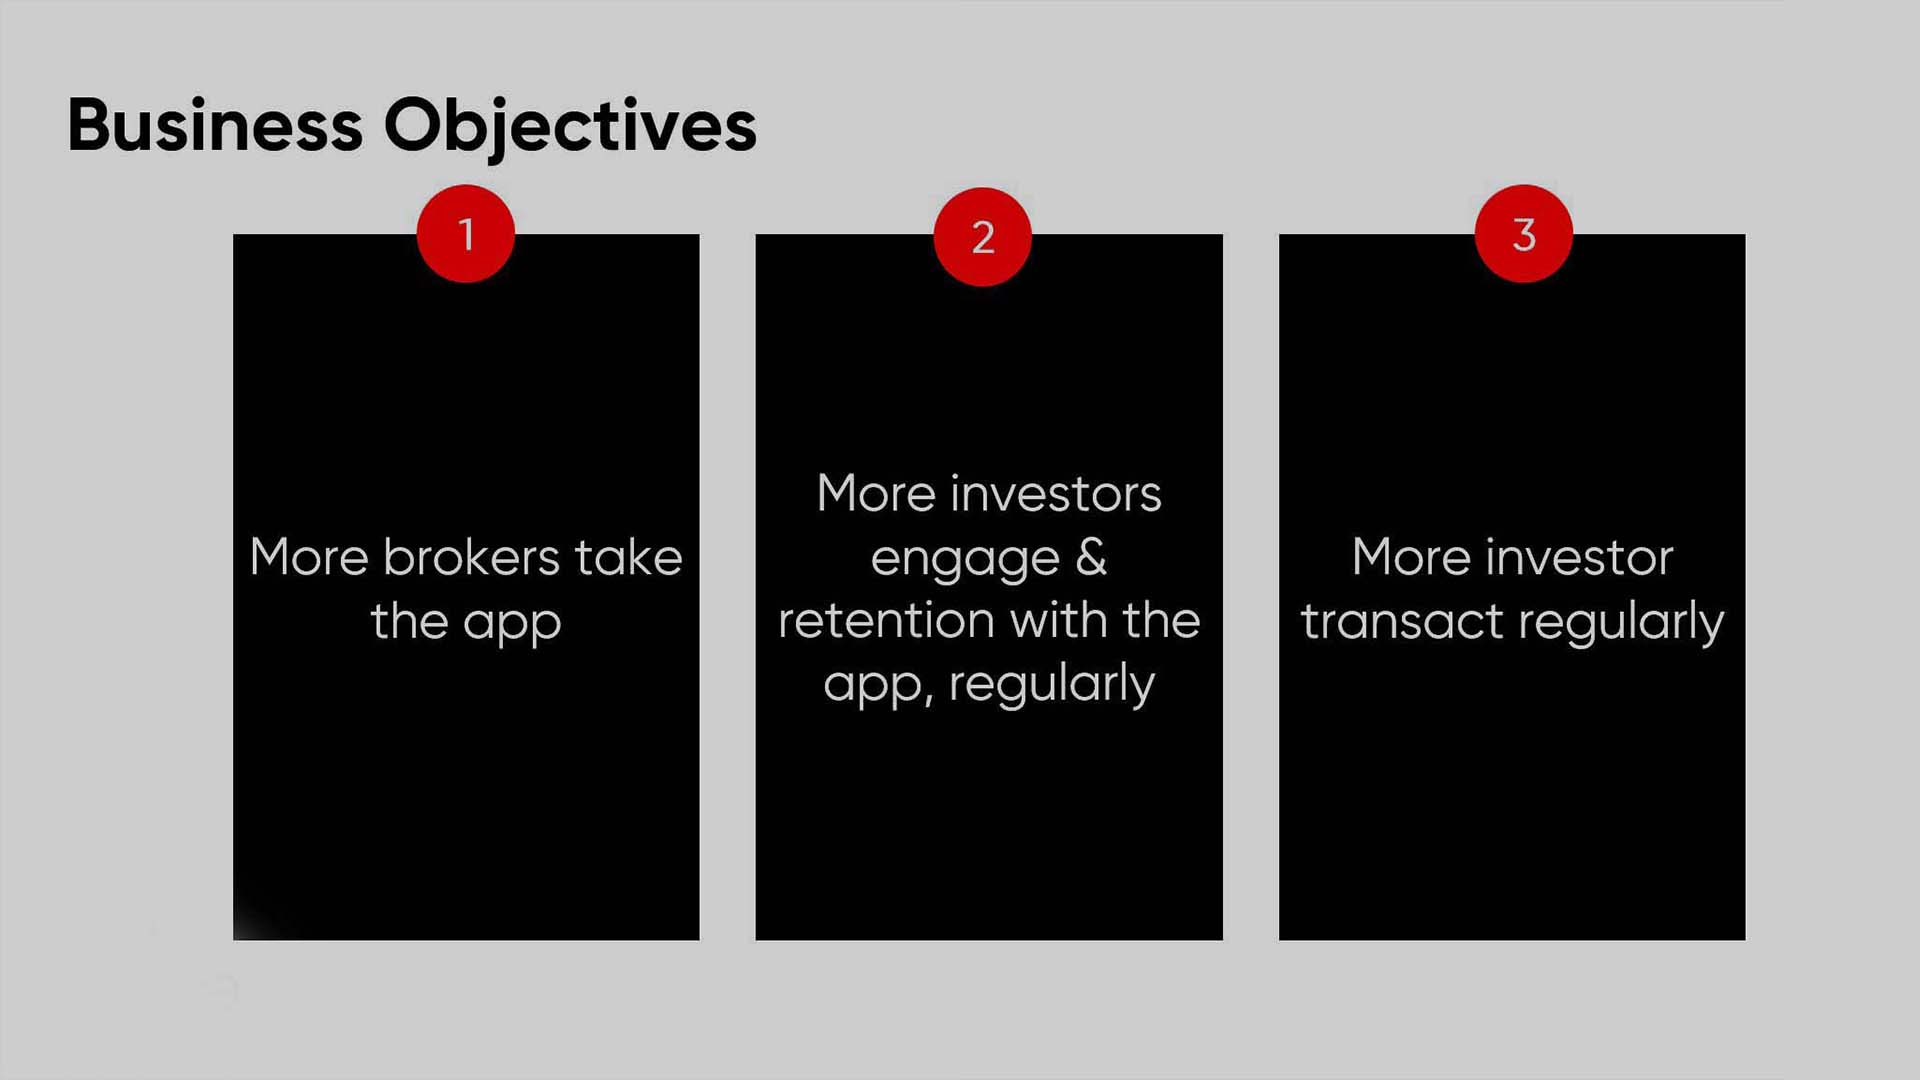 Business Objectives
1
More brokers take
the app
2
More investors
engage &
retention with the
app, regularly
3
More investor
transact regularly